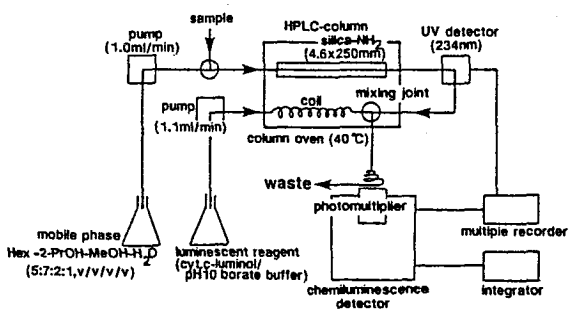 sample
pump
(1.0ml/min)
HPLC-column
silica-NH2
(4.6x250mm)
UV detector
(234nm)
mixing joint
pump
(1.1ml/min)
coil
column oven (40℃)
waste
photomultiplier
mobile phase
Hex -2-PrOH-MeOH-H2O
(5:7:2:1,v/v/v/v)
luminescent reagent
(cyt.c-luminol/
pH10 borate buffer)
chemiluminescence
detector
multiple recorder
integrator